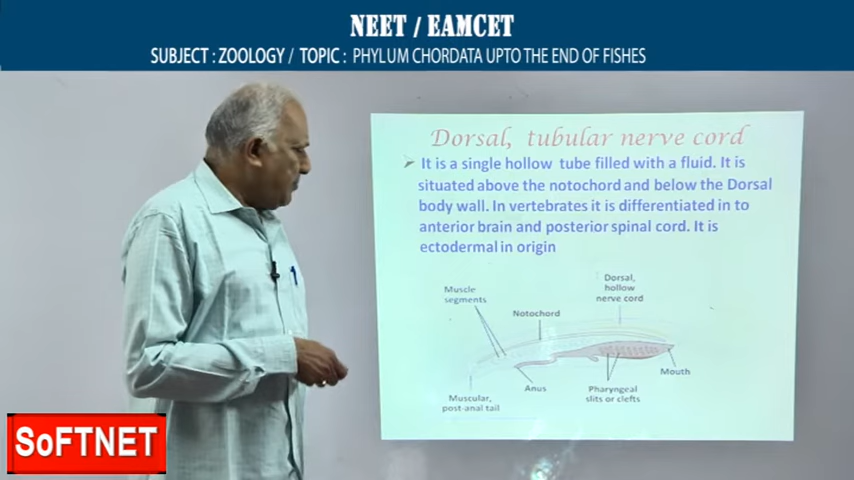 NEET / EAMCET
SUBJECT : ZOOLOGY / TOPIC : PHYLUM CHORDATA UPTO THE END OF FISHES
Dorsal, tubular nerve cord
It is a single hollow tube filled with a fluid. It is
situated above the notochord and below the Dorsal
body wall. In vertebrates it is differentiated in to
anterior brain and posterior spinal cord. It is
ectodermal in origin
Dorsal,
hollow
nerve cord
Muscle
segments
Notochord
Mouth
Anus
Pharyngeal
slits or clefts
Muscular,
post-anal tail
SoFTNET